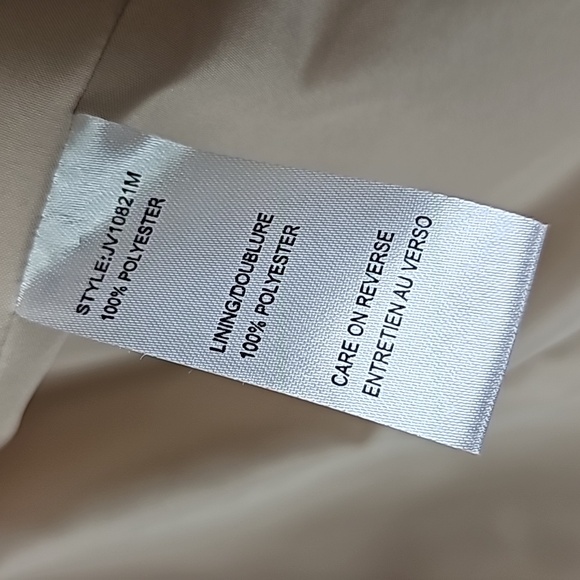 STYLE:JV10821M
100% POLYESTER
LINING/DOUBLURE
100% POLYESTER
CARE ON REVERSE
ENTRETIEN AU VERSO